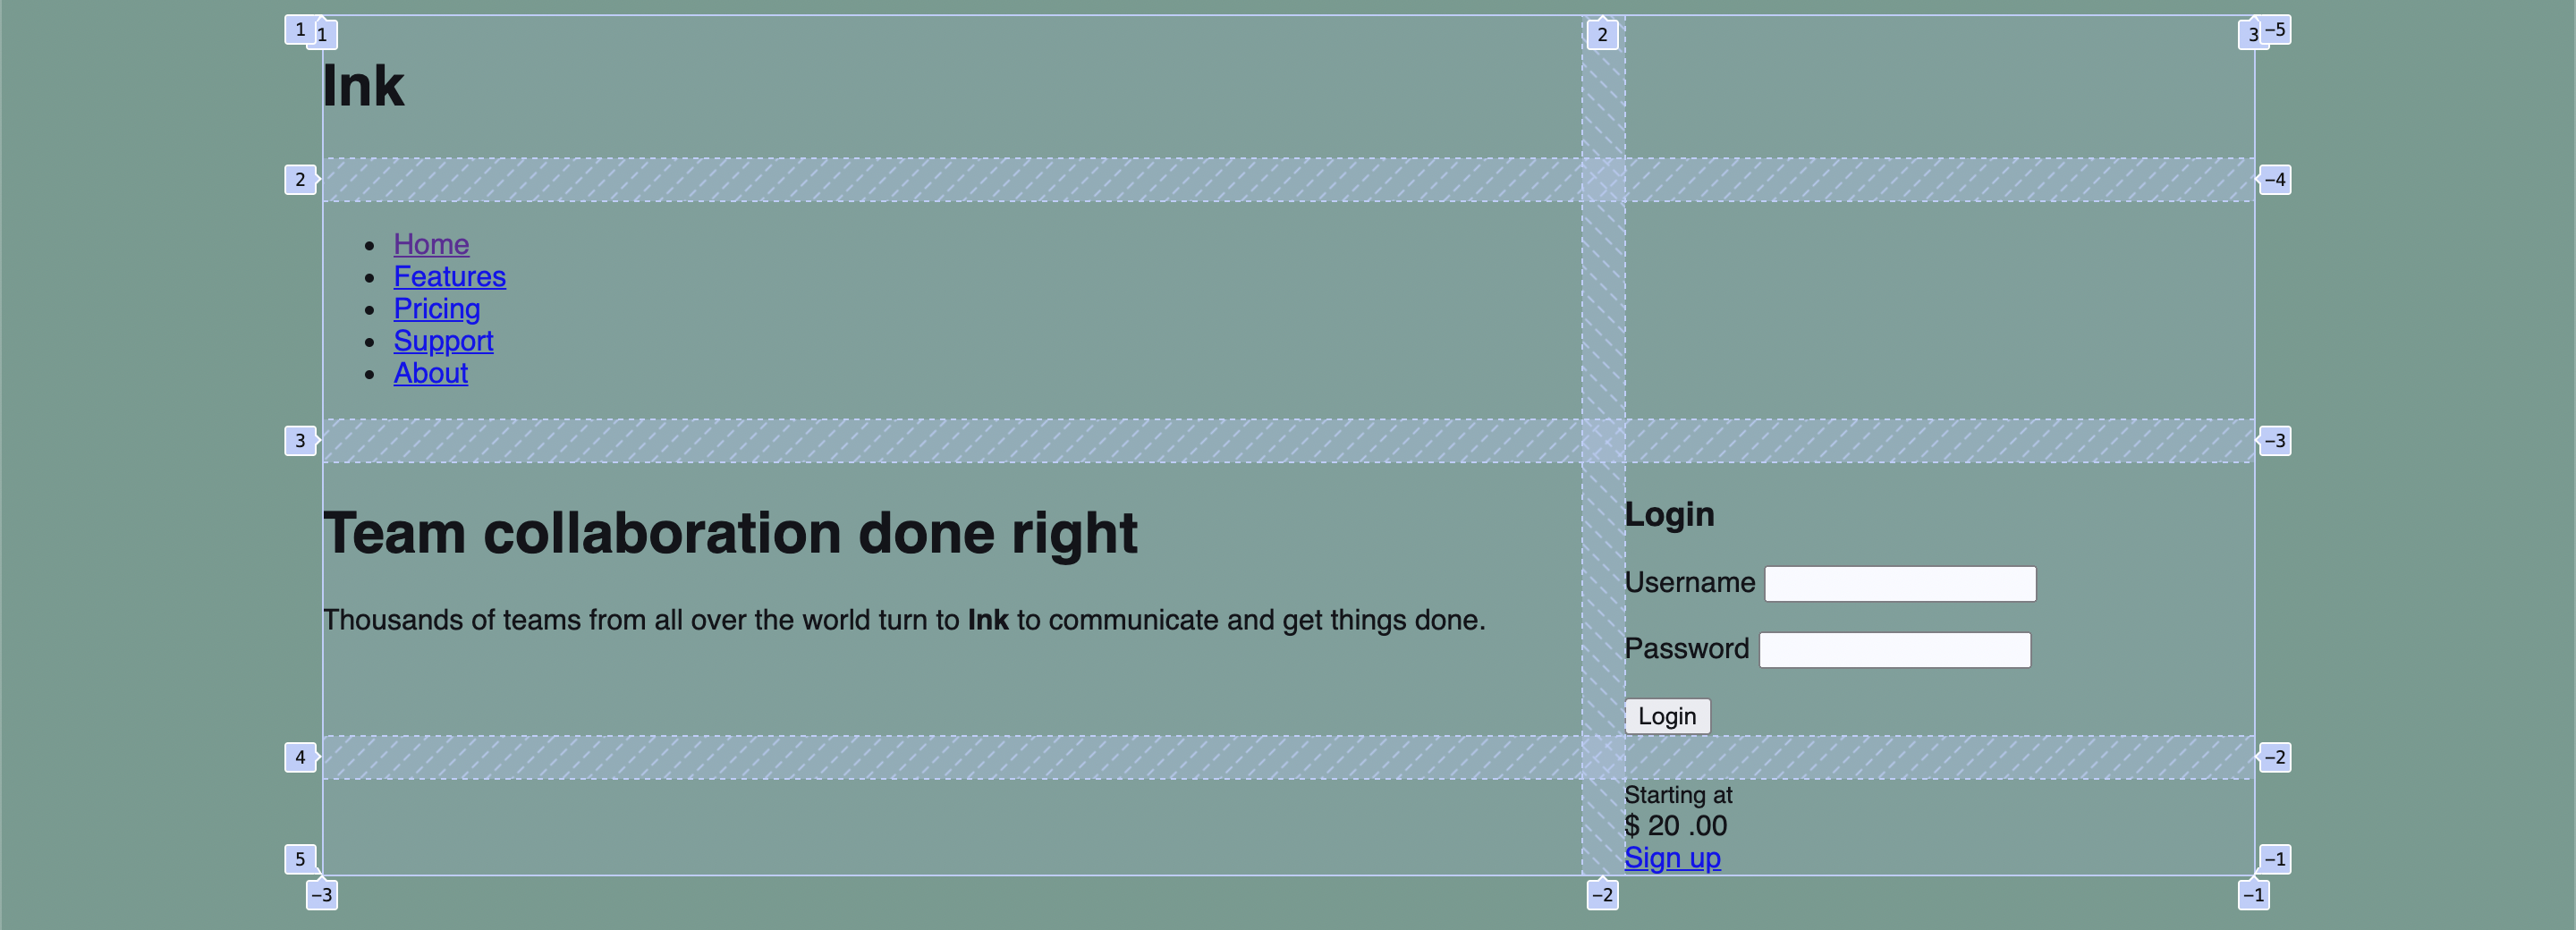 1 1 2 3 −5
Ink
2 −4
Home
Features
Pricing
Support
About
3 −3
Team collaboration done right
Thousands of teams from all over the world turn to Ink to communicate and get things done.
Login
Username
Password
Login
4 −2
Starting at
$ 20 .00
Sign up
5 −1
−3 −2 −1